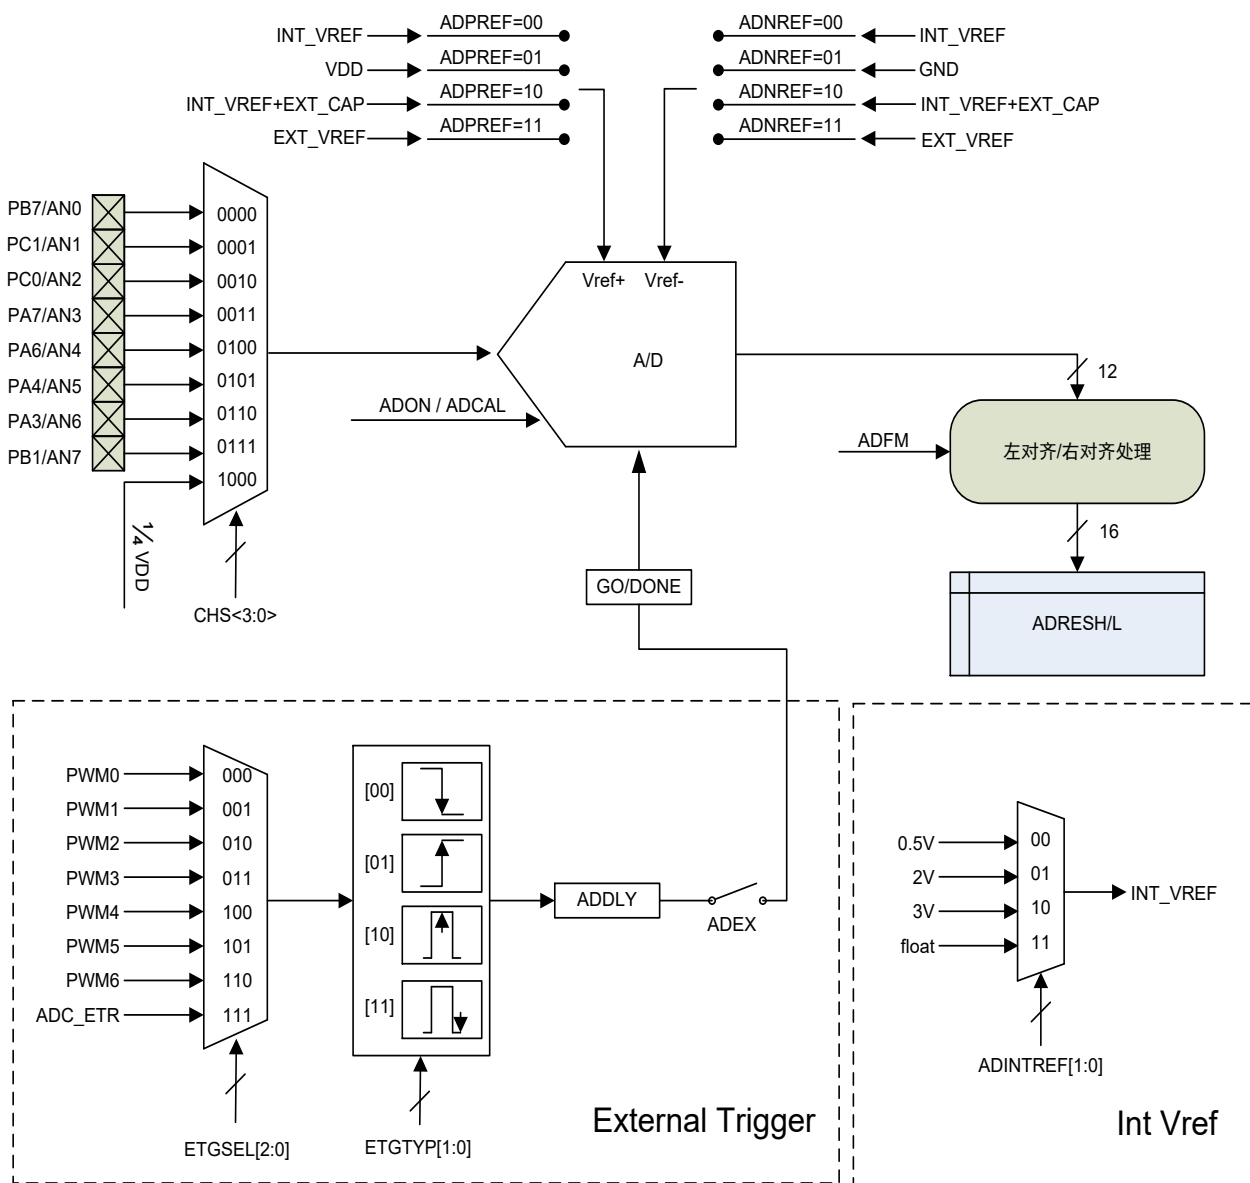 INT_VREF
ADPREF=00
VDD
ADPREF=01
INT_VREF+EXT_CAP
ADPREF=10
EXT_VREF
ADPREF=11
ADNREF=00
INT_VREF
ADNREF=01
GND
ADNREF=10
INT_VREF+EXT_CAP
ADNREF=11
EXT_VREF
PB7/AN0
0000
PC1/AN1
0001
PC0/AN2
0010
PA7/AN3
0011
PA6/AN4
0100
PA4/AN5
0101
PA3/AN6
0110
PB1/AN7
0111
1000
¼ VDD
CHS<3:0>
Vref+
Vref-
A/D
ADON / ADCAL
12
ADFM
左对齐/右对齐处理
16
GO/DONE
ADRESH/L
PWM0
000
PWM1
001
PWM2
010
PWM3
011
PWM4
100
PWM5
101
PWM6
110
ADC_ETR
111
ETGSEL[2:0]
[00]
[01]
[10]
[11]
ETGTYP[1:0]
ADDLY
ADEX
External Trigger
0.5V
00
2V
01
3V
10
float
11
INT_VREF
ADINTREF[1:0]
Int Vref